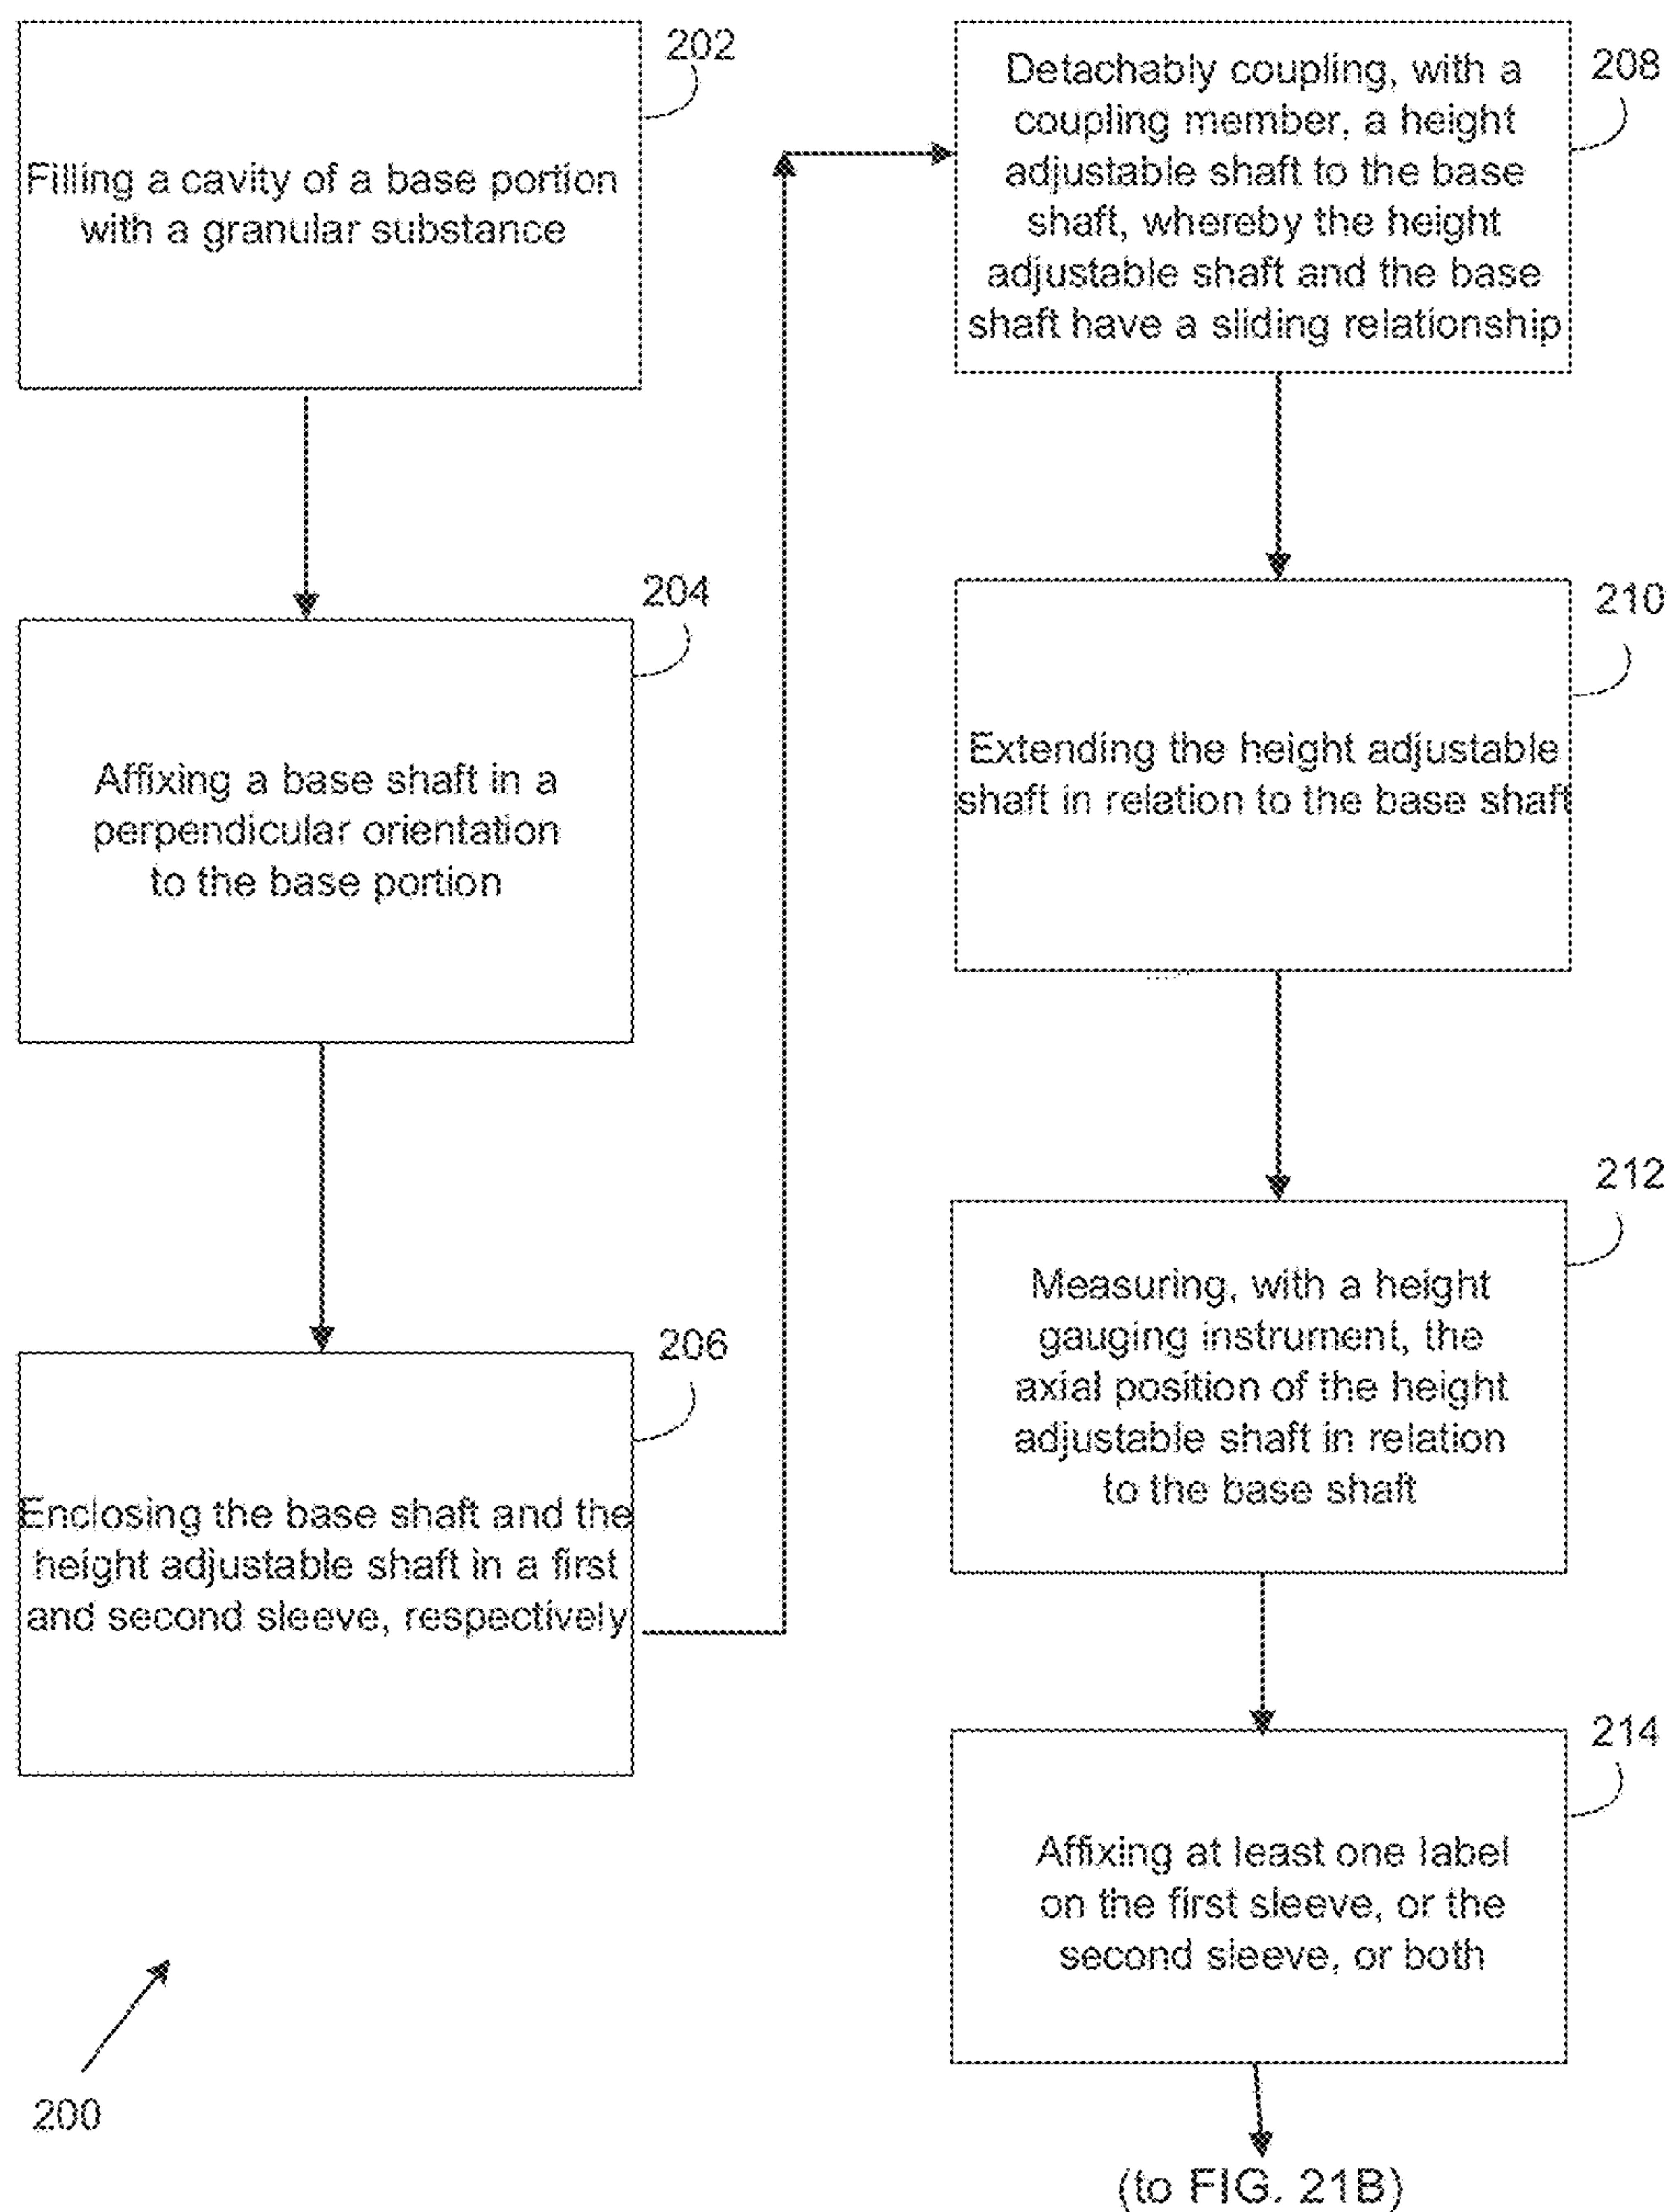 202
Filling a cavity of a base portion
with a granular substance
204
Affixing a base shaft in a
perpendicular orientation
to the base portion
206
Enclosing the base shaft and the
height adjustable shaft in a first
and second sleeve, respectively
200
208
Detachably coupling, with a
coupling member, a height
adjustable shaft to the base
shaft, whereby the height
adjustable shaft and the base
shaft have a sliding relationship
210
Extending the height adjustable
shaft in relation to the base shaft
212
Measuring, with a height
gauging instrument, the
axial position of the height
adjustable shaft in relation
to the base shaft
214
Affixing at least one label
on the first sleeve, or the
second sleeve, or both
(to FIG. 21B)